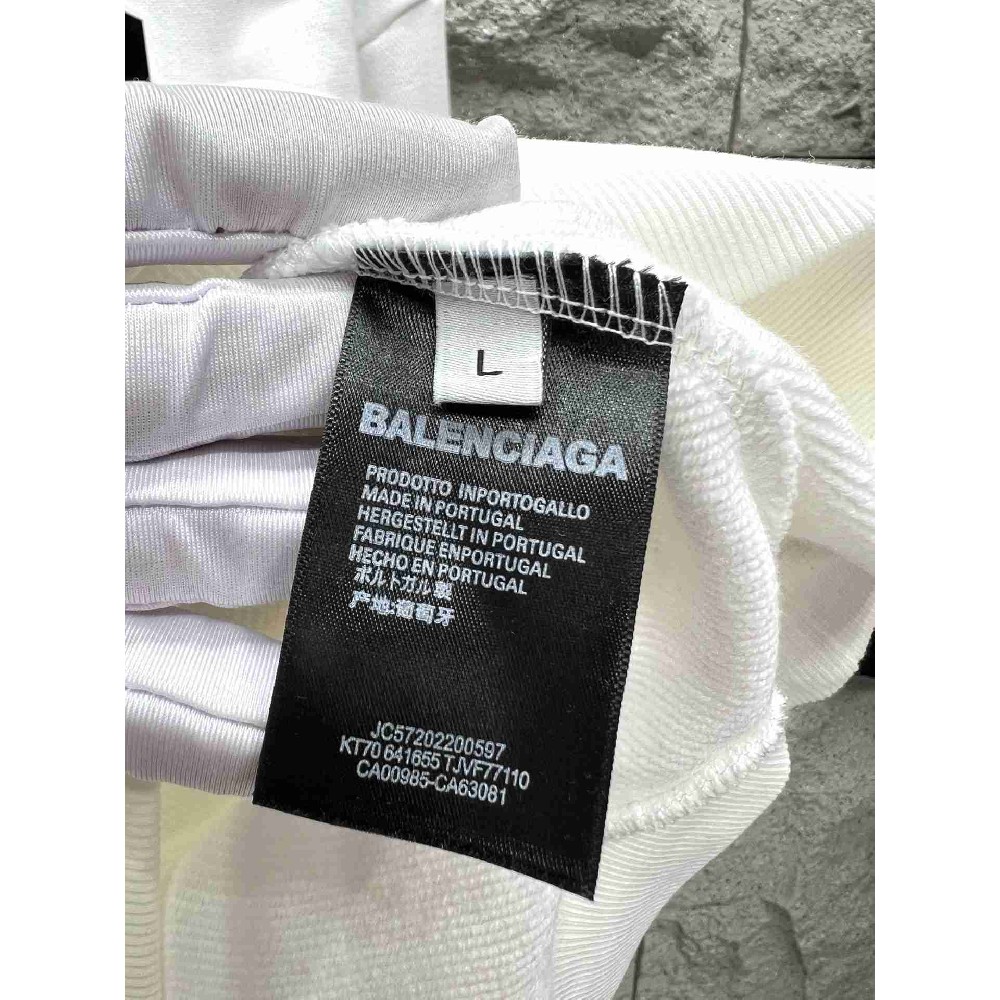 L
BALENCIAGA
PRODOTTO INPORTOGALLO
MADE IN PORTUGAL
HERGESTELLT IN PORTUGAL
FABRIQUE ENPORTUGAL
HECHO EN PORTUGAL
ポルトガル製
产地:葡萄牙
JC57202200597
KT70 641655 TJVF77110
CA00985-CA63081